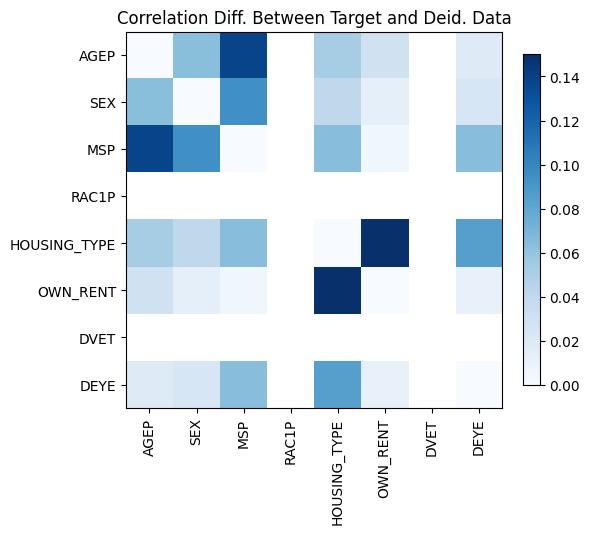 Correlation Diff. Between Target and Deid. Data
AGEP
SEX
MSP
RAC1P
HOUSING_TYPE
OWN_RENT
DVET
DEYE
AGEP
SEX
MSP
RAC1P
HOUSING_TYPE
OWN_RENT
DVET
DEYE
0.14
0.12
0.10
0.08
0.06
0.04
0.02
0.00